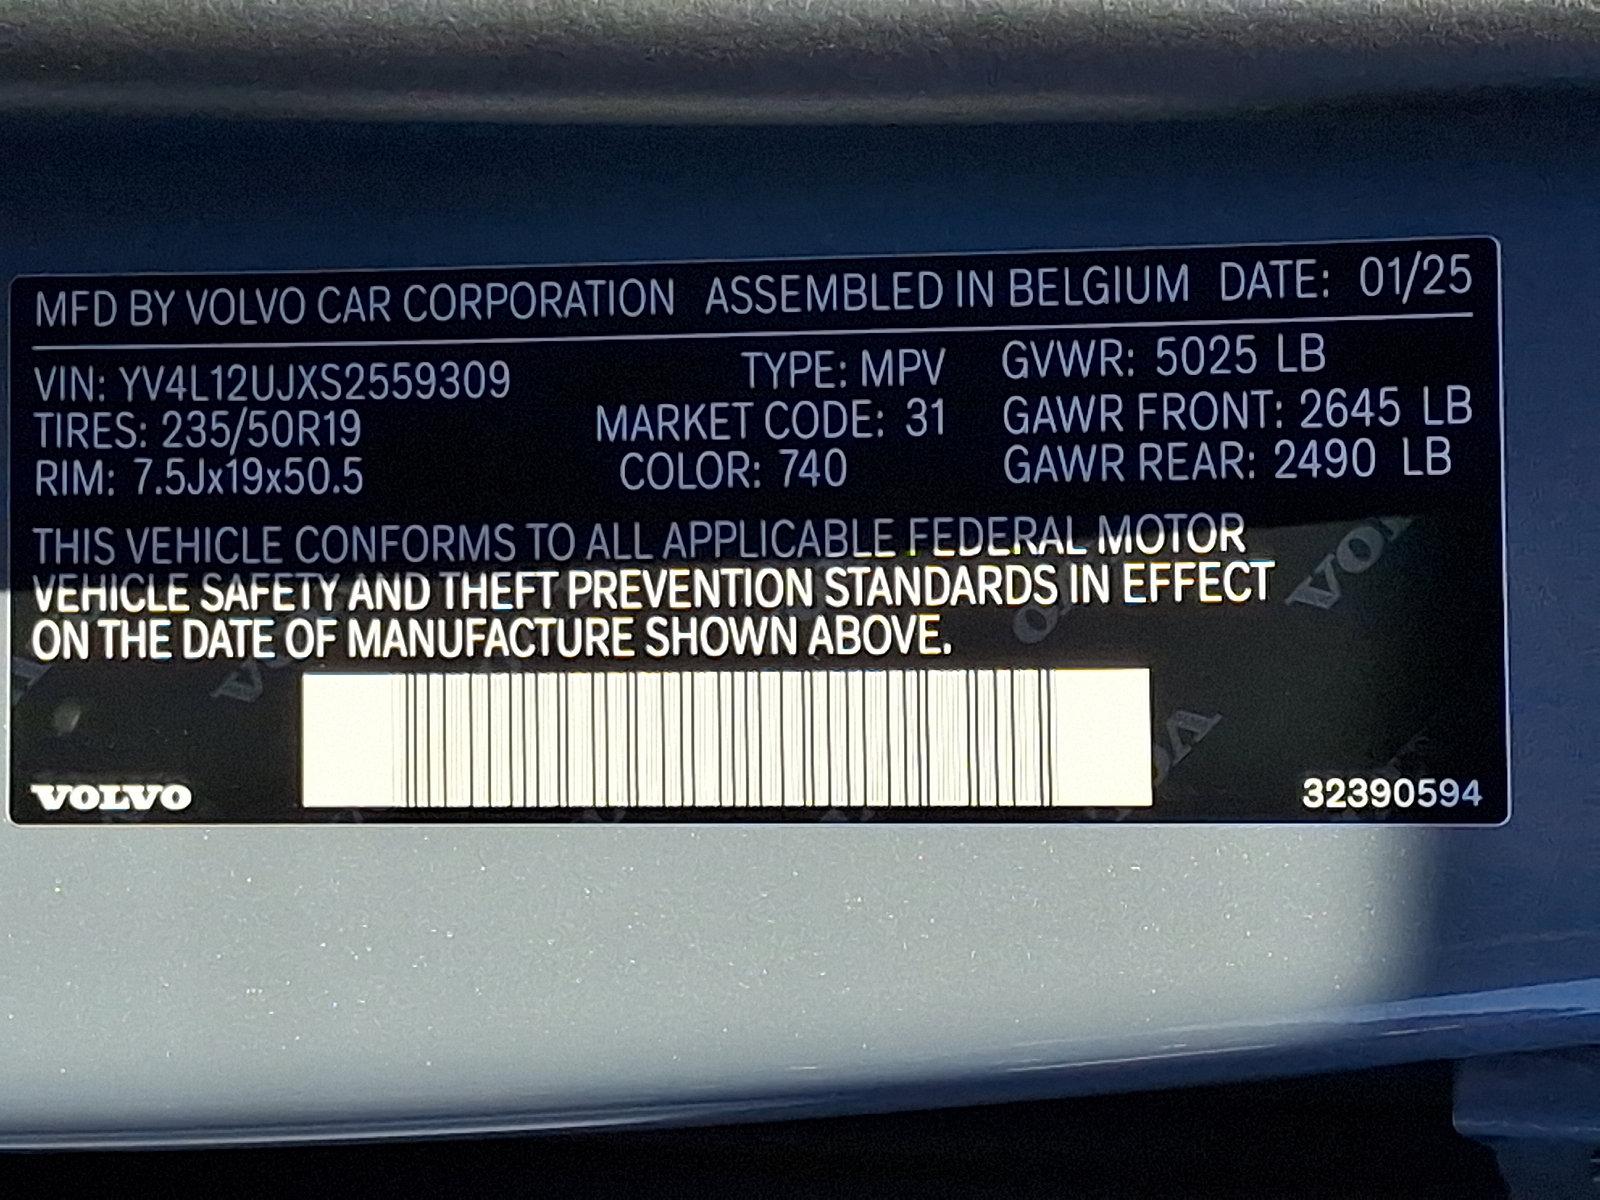 MFD BY VOLVO CAR CORPORATION ASSEMBLED IN BELGIUM DATE: 01/25
VIN: YV4L12UJXS2559309 TYPE: MPV GVWR: 5025 LB
TIRES: 235/50R19 MARKET CODE: 31 GAWR FRONT: 2645 LB
RIM: 7.5Jx19x50.5 COLOR: 740 GAWR REAR: 2490 LB
THIS VEHICLE CONFORMS TO ALL APPLICABLE FEDERAL MOTOR
VEHICLE SAFETY AND THEFT PREVENTION STANDARDS IN EFFECT
ON THE DATE OF MANUFACTURE SHOWN ABOVE.
VOLVO 32390594